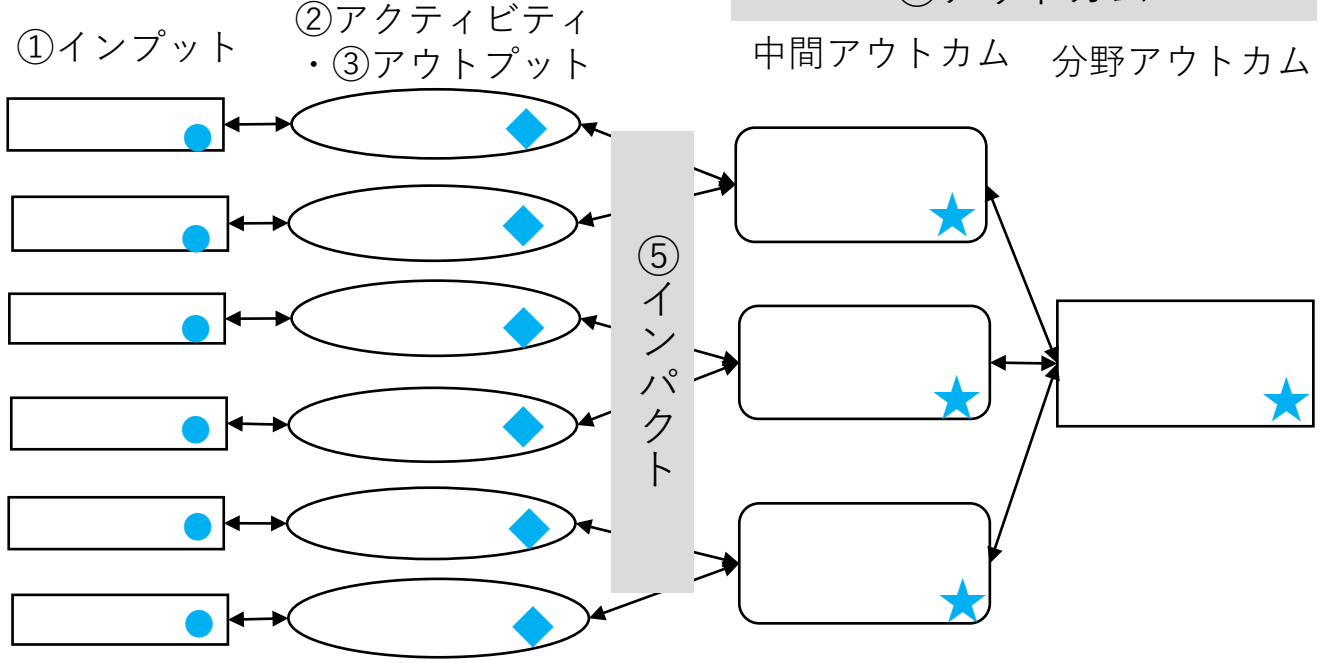 ①インプット
②アクティビティ
・③アウトプット
中間アウトカム
分野アウトカム
⑤インパクト